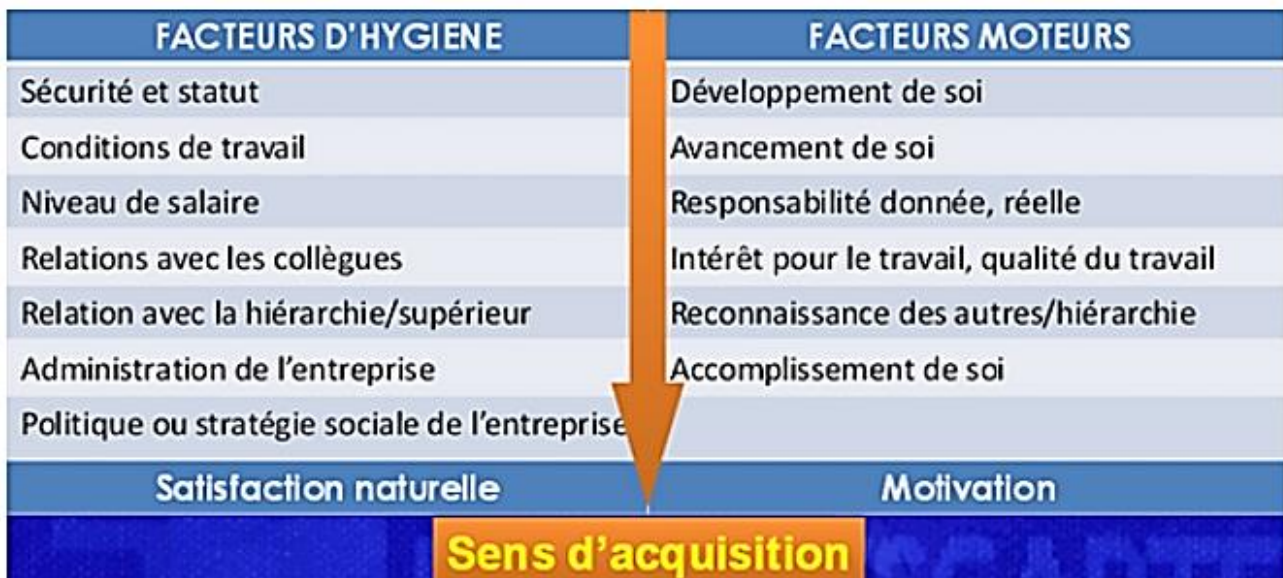 FACTEURS D'HYGIENE
FACTEURS MOTEURS
Sécurité et statut
Développement de soi
Conditions de travail
Avancement de soi
Niveau de salaire
Responsabilité donnée, réelle
Relations avec les collègues
Intérêt pour le travail, qualité du travail
Relation avec la hiérarchie/supérieur
Reconnaissance des autres/hiérarchie
Administration de l'entreprise
Accomplissement de soi
Politique ou stratégie sociale de l'entreprise
Satisfaction naturelle
Motivation
Sens d'acquisition